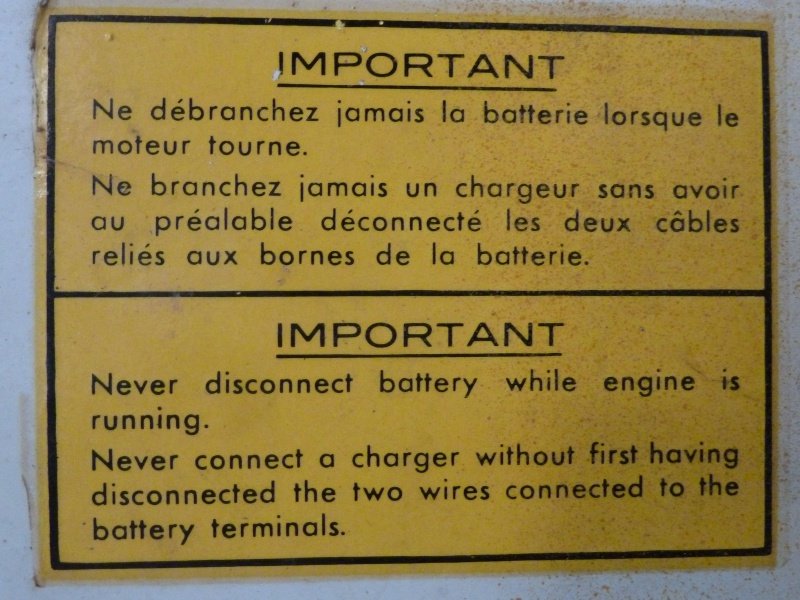 IMPORTANT
Ne débranchez jamais la batterie lorsque le
moteur tourne.
Ne branchez jamais un chargeur sans avoir
au préalable déconnecté les deux câbles
reliés aux bornes de la batterie.
IMPORTANT
Never disconnect battery while engine is
running.
Never connect a charger without first having
disconnected the two wires connected to the
battery terminals.